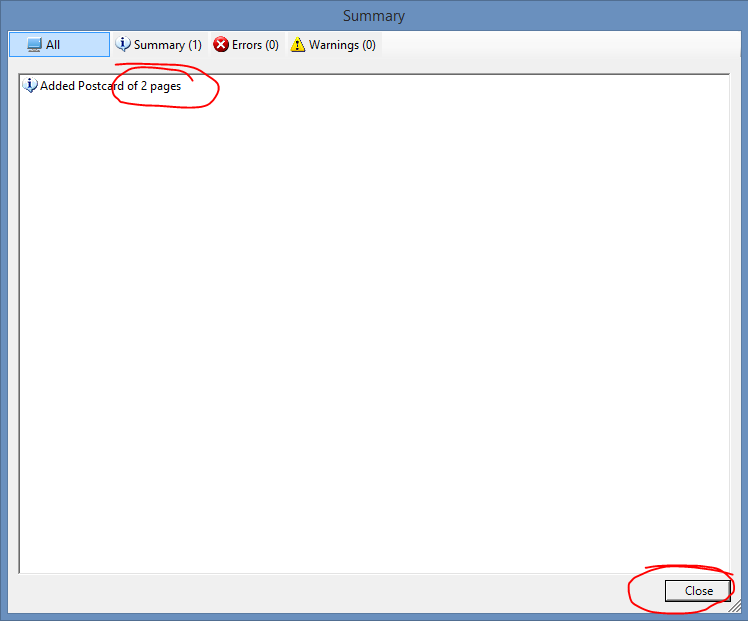 Summary
All Summary (1) Errors (0) Warnings (0)
Added Postcard of 2 pages
Close